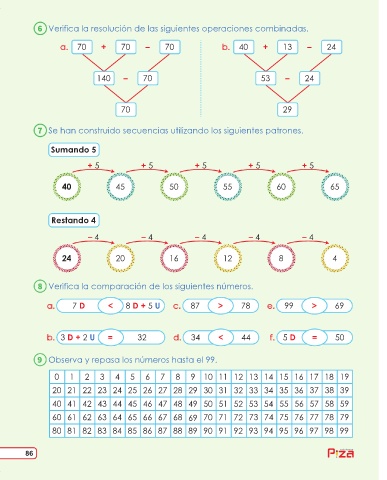 6 Verifica la resolución de las siguientes operaciones combinadas.
a. 70 + 70 – 70 b. 40 + 13 – 24
140 – 70 53 – 24
70 29
7 Se han construido secuencias utilizando los siguientes patrones.
Sumando 5
+ 5 + 5 + 5 + 5 + 5
40 45 50 55 60 65
Restando 4
– 4 – 4 – 4 – 4 – 4
24 20 16 12 8 4
8 Verifica la comparación de los siguientes números.
a. 7 D < 8 D + 5 U c. 87 > 78 e. 99 > 69
b. 3 D + 2 U = 32 d. 34 < 44 f. 5 D = 50
9 Observa y repasa los números hasta el 99.
0 1 2 3 4 5 6 7 8 9 10 11 12 13 14 15 16 17 18 19
20 21 22 23 24 25 26 27 28 29 30 31 32 33 34 35 36 37 38 39
40 41 42 43 44 45 46 47 48 49 50 51 52 53 54 55 56 57 58 59
60 61 62 63 64 65 66 67 68 69 70 71 72 73 74 75 76 77 78 79
80 81 82 83 84 85 86 87 88 89 90 91 92 93 94 95 96 97 98 99
86